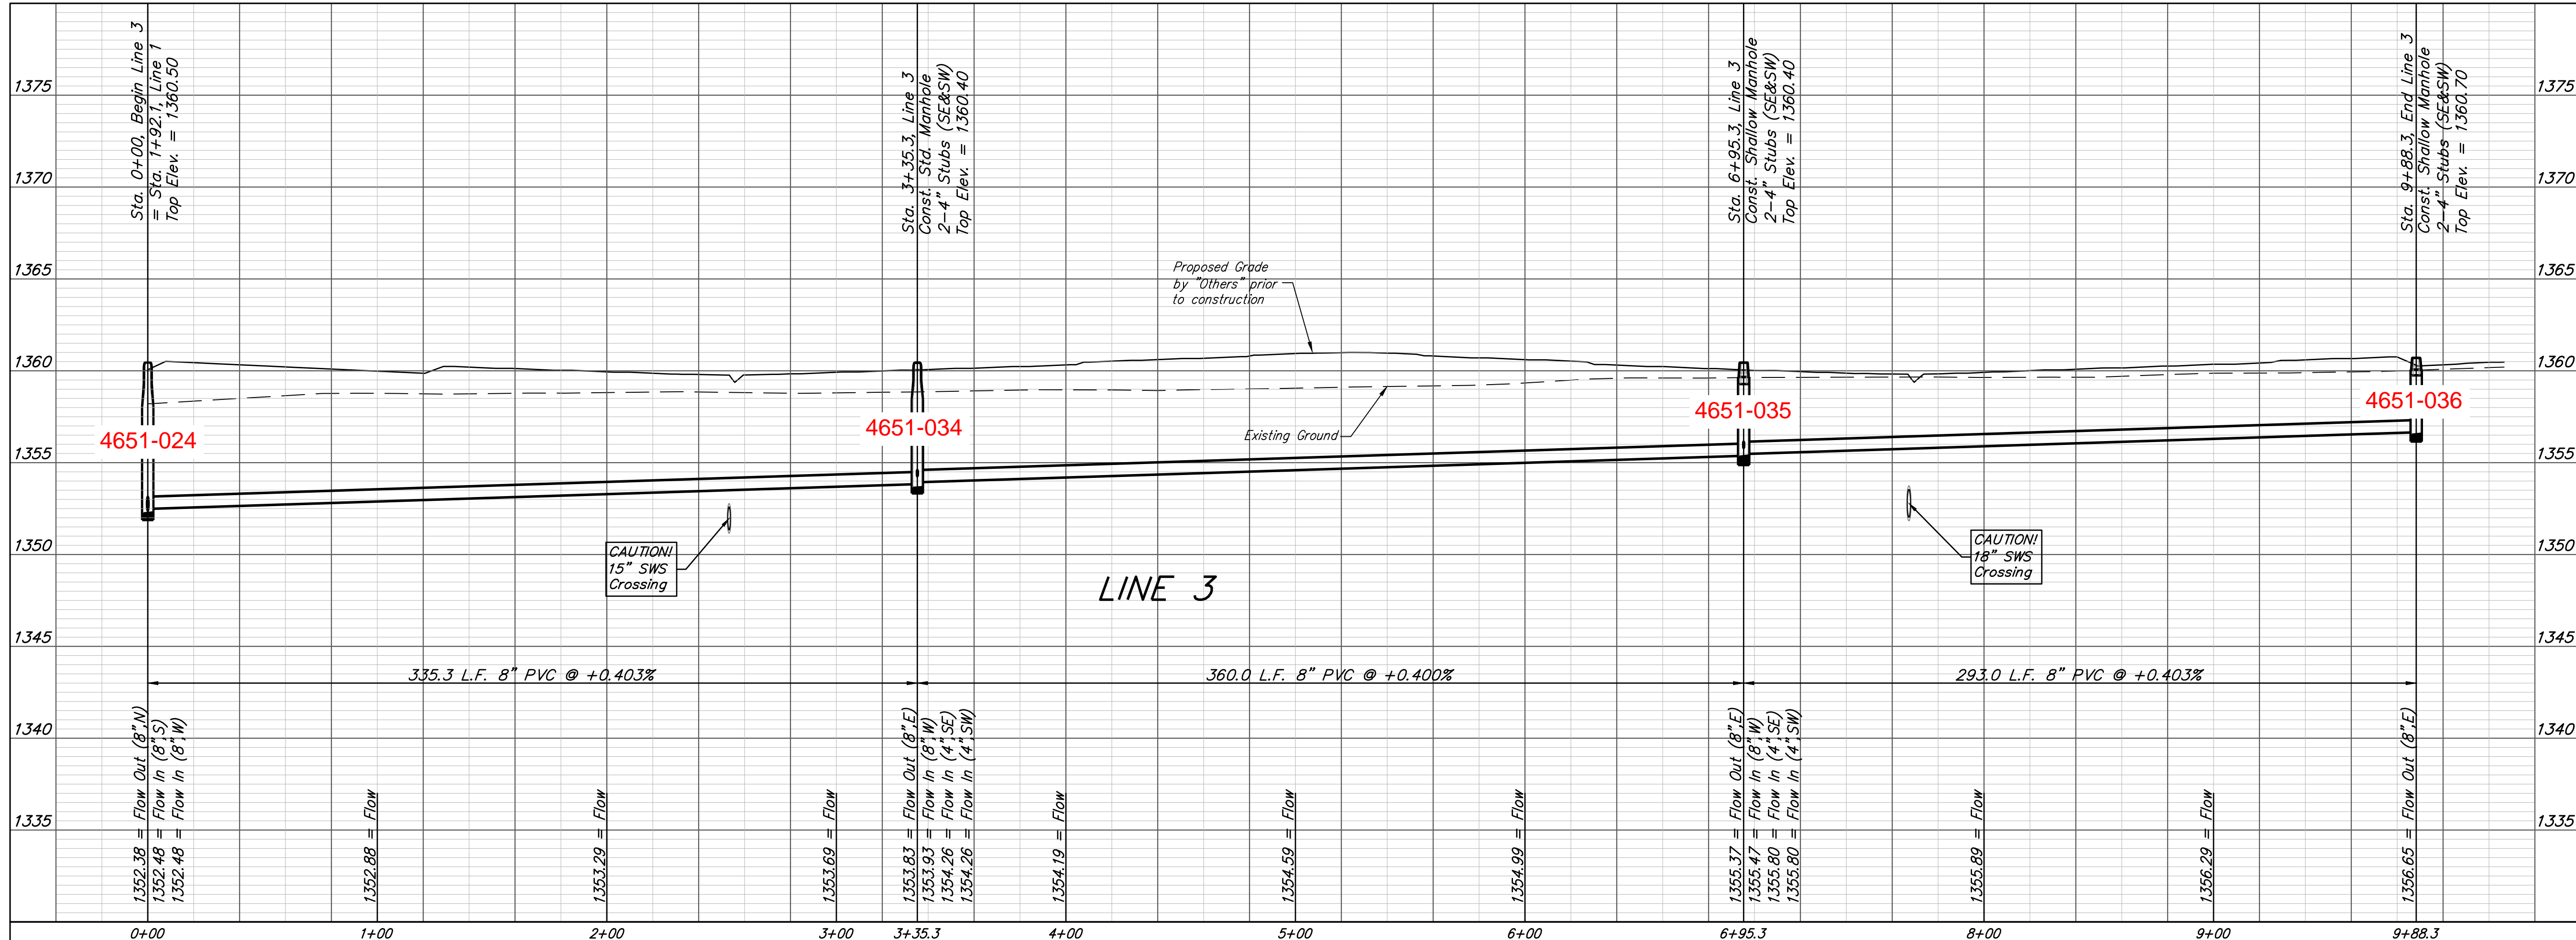 Sta. 0+00, Begin Line 3
= Sta. 1+92.1, Line 1
Top Elev. = 1360.50
Sta. 3+35.3, Line 3
Const. Std. Manhole
2-4" Stubs (SE&SW)
Top Elev. = 1360.40
Sta. 6+95.3, Line 3
Const. Shallow Manhole
2-4" Stubs (SE&SW)
Top Elev. = 1360.40
Sta. 9+88.3, End Line 3
Const. Shallow Manhole
2-4" Stubs (SE&SW)
Top Elev. = 1360.70
1375
1375
1370
1370
1365
1365
Proposed Grade
by "Others" prior
to construction
1360
1360
4651-024
4651-034
4651-035
4651-036
Existing Ground
1355
1355
1350
1350
CAUTION!
15" SWS
Crossing
CAUTION!
18" SWS
Crossing
LINE 3
1345
1345
335.3 L.F. 8" PVC @ +0.403%
360.0 L.F. 8" PVC @ +0.400%
293.0 L.F. 8" PVC @ +0.403%
1340
1340
1335
1335
1352.38 = Flow Out (8",N)
1352.48 = Flow In (8",S)
1352.48 = Flow In (8",W)
1352.88 = Flow
1353.29 = Flow
1353.69 = Flow
1353.83 = Flow Out (8",E)
1353.93 = Flow In (8",W)
1354.26 = Flow In (4",SE)
1354.26 = Flow In (4",SW)
1354.19 = Flow
1354.59 = Flow
1354.99 = Flow
1355.37 = Flow Out (8",E)
1355.47 = Flow In (8",W)
1355.80 = Flow In (4",SE)
1355.80 = Flow In (4",SW)
1355.89 = Flow
1356.29 = Flow
1356.65 = Flow Out (8",E)
0+00
1+00
2+00
3+00
3+35.3
4+00
5+00
6+00
6+95.3
8+00
9+00
9+88.3